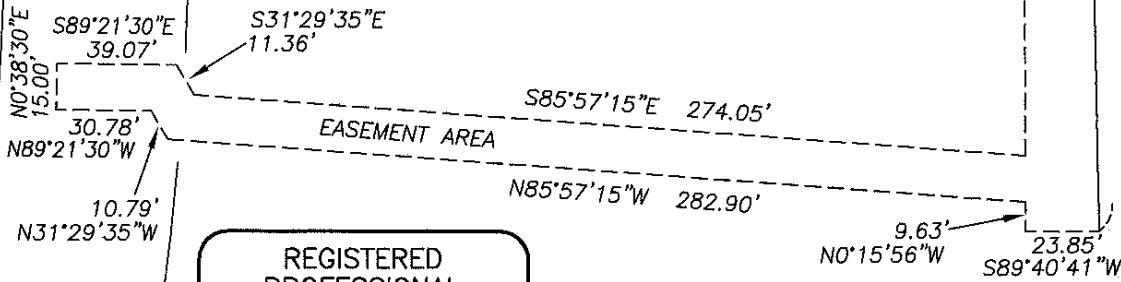 S89°21'30"E
39.07'
S31°29'35"E
11.36'
N0°38'30"E
15.00'
S85°57'15"E 274.05'
EASEMENT AREA
30.78'
N89°21'30"W
N85°57'15"W 282.90'
10.79'
N31°29'35"W
9.63'
N0°15'56"W
23.85'
S89°40'41"W
REGISTERED
PROFESSIONAL